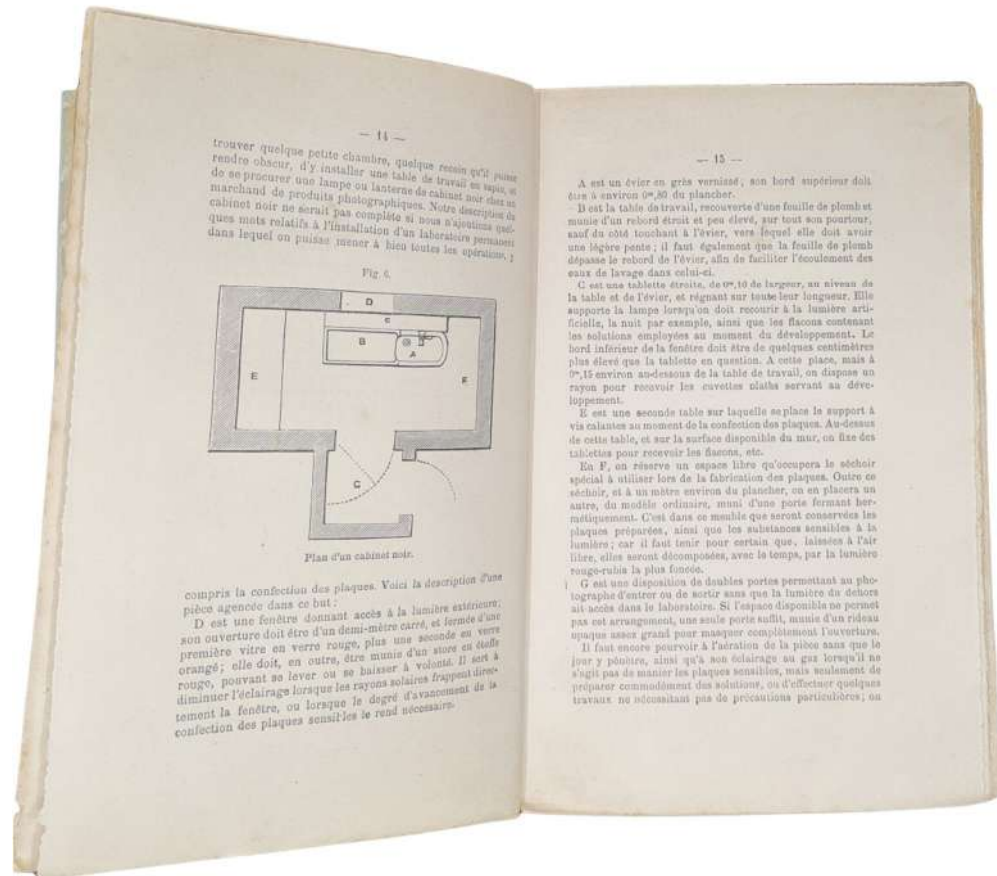 — 14 —
trouver quelque petite chambre, quelque recoin qu'il puisse
rendre obscur, d'y installer une table de travail en sapin, et
de se procurer une lampe ou lanterne de cabinet noir chez un
marchand de produits photographiques. Notre description du
cabinet noir ne serait pas complète si nous n'ajoutions quel-
ques mots relatifs à l'installation d'un laboratoire permanent
dans lequel on puisse mener à bien toutes les opérations, y
Fig. 6.
D
C
B
A
E
F
G
Plan d'un cabinet noir.
compris la confection des plaques. Voici la description d'une
pièce agencée dans ce but :
D est une fenêtre donnant accès à la lumière extérieure;
son ouverture doit être d'un demi-mètre carré, et fermée d'une
première vitre en verre rouge, plus une seconde en verre
orangé; elle doit, en outre, être munie d'un store en étoffe
rouge, pouvant se lever ou se baisser à volonté. Il sert à
diminuer l'éclairage lorsque les rayons solaires frappent direc-
tement la fenêtre, ou lorsque le degré d'avancement de la
confection des plaques sensibles le rend nécessaire.
— 15 —
A est un évier en grès vernissé; son bord supérieur doit
être à environ 0m,80 du plancher.
B est la table de travail, recouverte d'une feuille de plomb et
munie d'un rebord étroit et peu élevé, sur tout son pourtour,
sauf du côté touchant à l'évier, vers lequel elle doit avoir
une légère pente; il faut également que la feuille de plomb
dépasse le rebord de l'évier, afin de faciliter l'écoulement des
eaux de lavage dans celui-ci.
C est une tablette étroite, de 0m,10 de largeur, au niveau de
la table et de l'évier, et régnant sur toute leur longueur. Elle
supporte la lampe lorsqu'on doit recourir à la lumière arti-
ficielle, la nuit par exemple, ainsi que les flacons contenant
les solutions employées au moment du développement. Le
bord inférieur de la fenêtre doit être de quelques centimètres
plus élevé que la tablette en question. A cette place, mais à
0m,15 environ au-dessous de la table de travail, on dispose un
rayon pour recevoir les cuvettes plates servant au déve-
loppement.
E est une seconde table sur laquelle se place le support à
vis calantes au moment de la confection des plaques. Au-dessus
de cette table, et sur la surface disponible du mur, on fixe des
tablettes pour recevoir les flacons, etc.
En F, on réserve un espace libre qu'occupera le séchoir
spécial à utiliser lors de la fabrication des plaques. Outre ce
séchoir, et à un mètre environ du plancher, on en placera un
autre, du modèle ordinaire, muni d'une porte fermant her-
métiquement. C'est dans ce meuble que seront conservées les
plaques préparées, ainsi que les substances sensibles à la
lumière; car il faut tenir pour certain que, laissées à l'air
libre, elles seront décomposées, avec le temps, par la lumière
rouge-rubis la plus foncée.
G est une disposition de doubles portes permettant au pho-
tographe d'entrer ou de sortir sans que la lumière du dehors
ait accès dans le laboratoire. Si l'espace disponible ne permet
pas cet arrangement, une seule porte suffit, munie d'un rideau
opaque assez grand pour masquer complètement l'ouverture.
Il faut encore pourvoir à l'aération de la pièce sans que le
jour y pénètre, ainsi qu'à son éclairage au gaz lorsqu'il ne
s'agit pas de manier les plaques sensibles, mais seulement de
préparer commodément des solutions, ou d'effectuer quelques
travaux ne nécessitant pas de précautions particulières; on